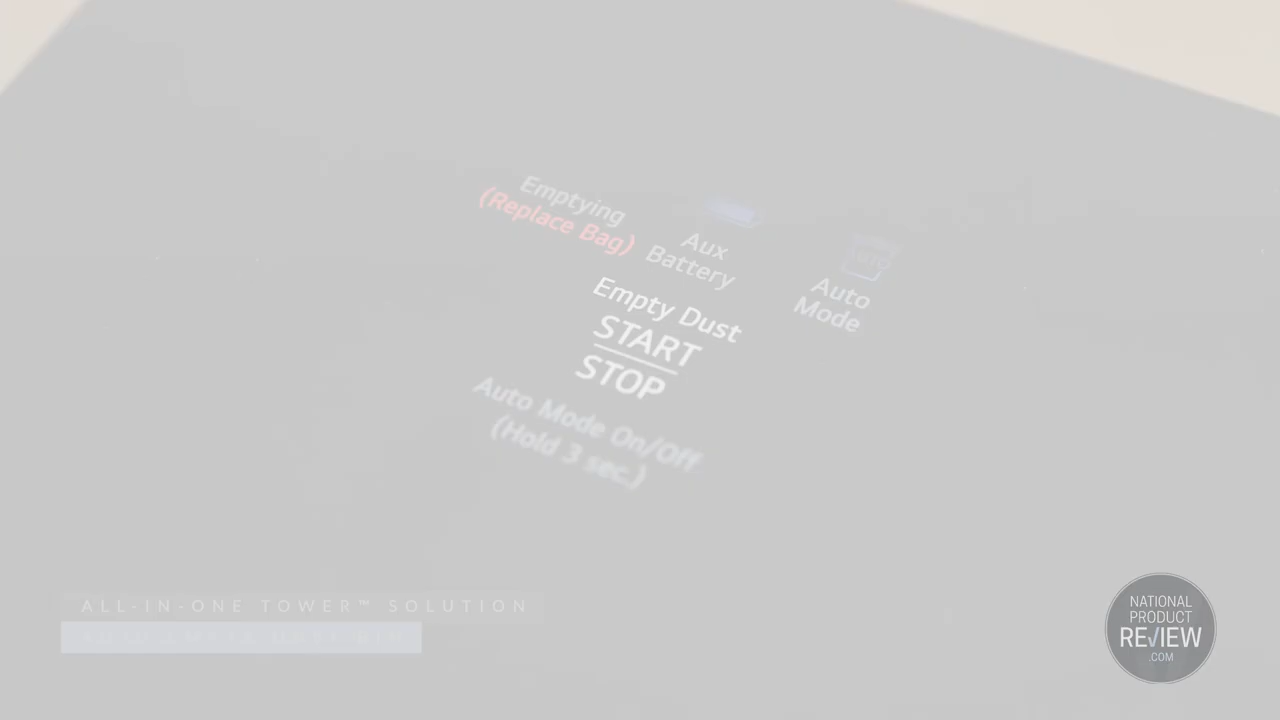 Emptying
(Replace Bag)
Aux
Battery
Auto
Mode
Empty Dust
START
STOP
Auto Mode On/Off
(Hold 3 sec.)
ALL-IN-ONE TOWER™ SOLUTION
NATIONAL
PRODUCT
REVIEW
.COM